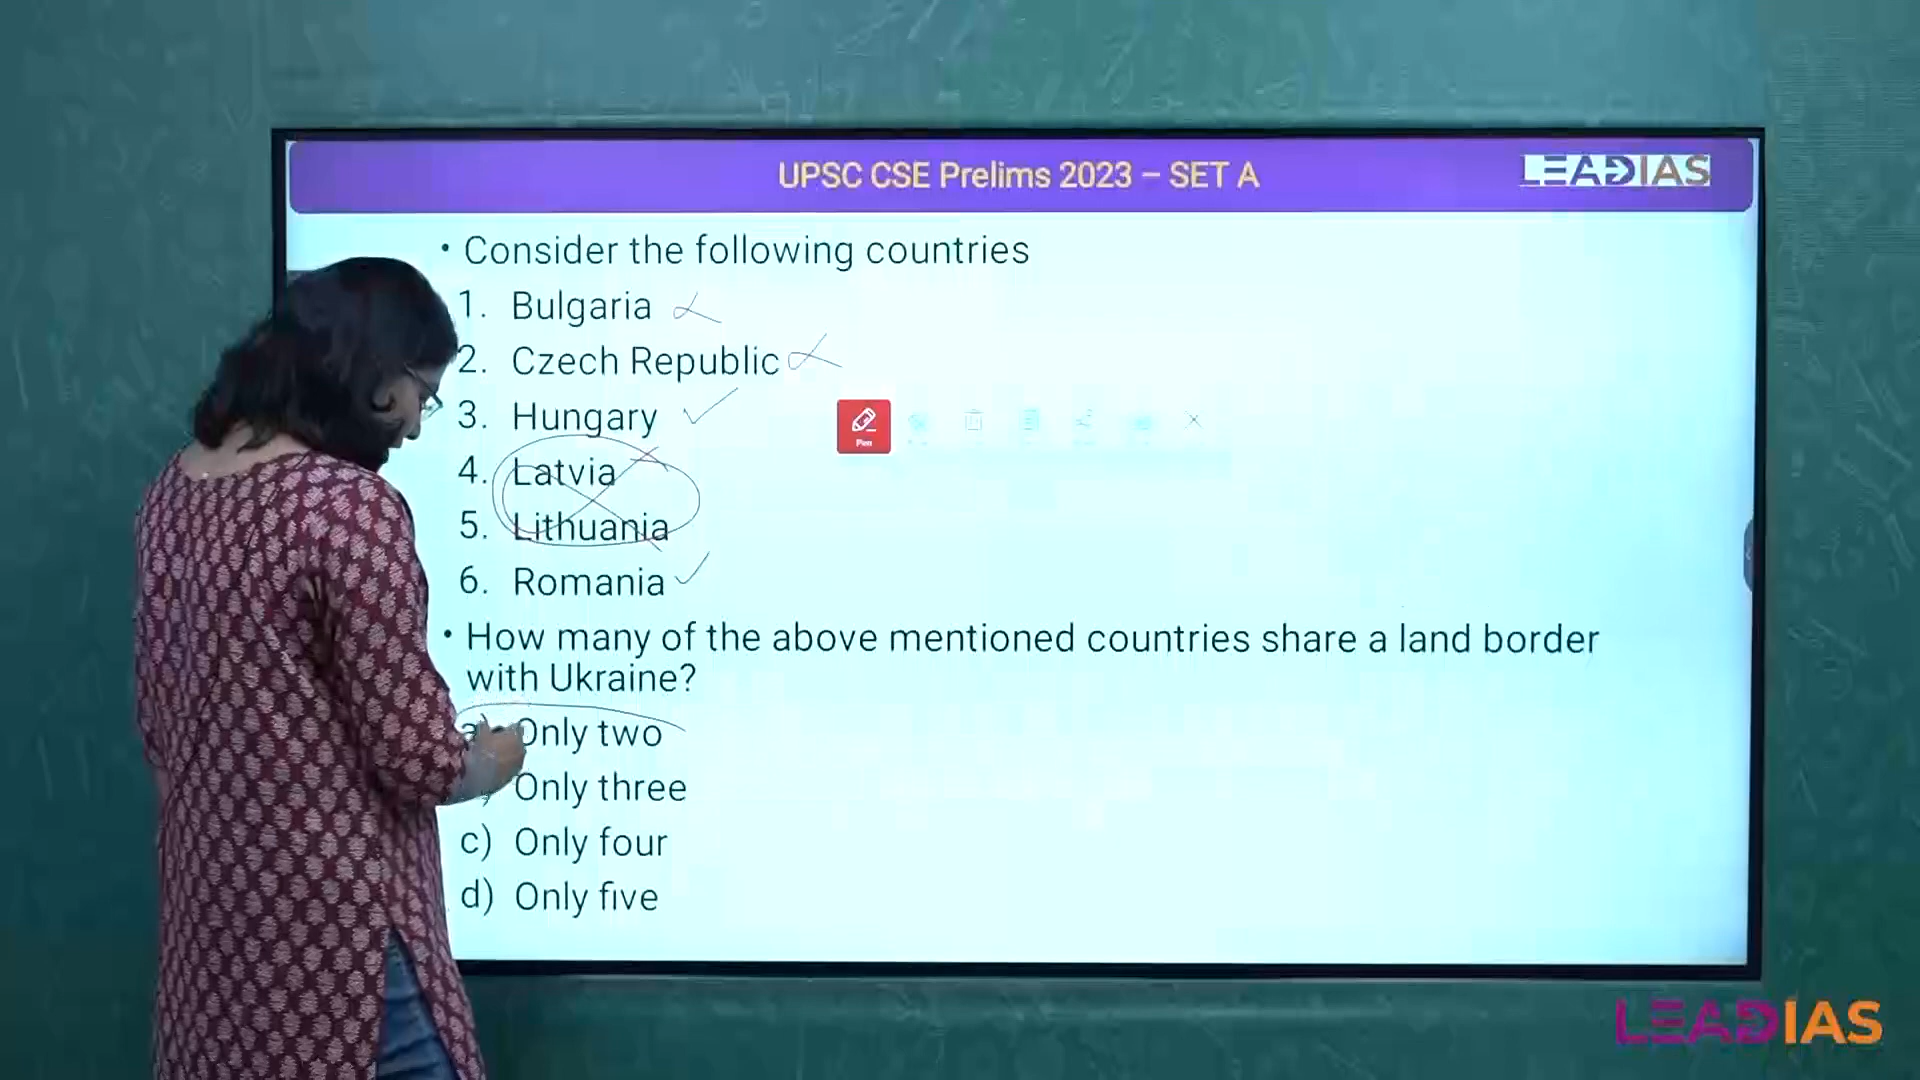 UPSC CSE Prelims 2023 – SET A
LEADIAS
• Consider the following countries
1. Bulgaria
2. Czech Republic
3. Hungary
Pen
4. Latvia
5. Lithuania
6. Romania
• How many of the above mentioned countries share a land border
with Ukraine?
a) Only two
Only three
c) Only four
d) Only five
LEADIAS